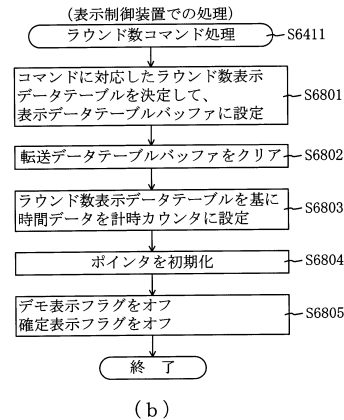 (表示制御装置での処理)
ラウンド数コマンド処理
S6411
コマンドに対応したラウンド数表示
データテーブルを決定して、
表示データテーブルバッファに設定
S6801
転送データテーブルバッファをクリア
S6802
ラウンド数表示データテーブルを基に
時間データを計時カウンタに設定
S6803
ポインタを初期化
S6804
デモ表示フラグをオフ
確定表示フラグをオフ
S6805
終 了
(b)